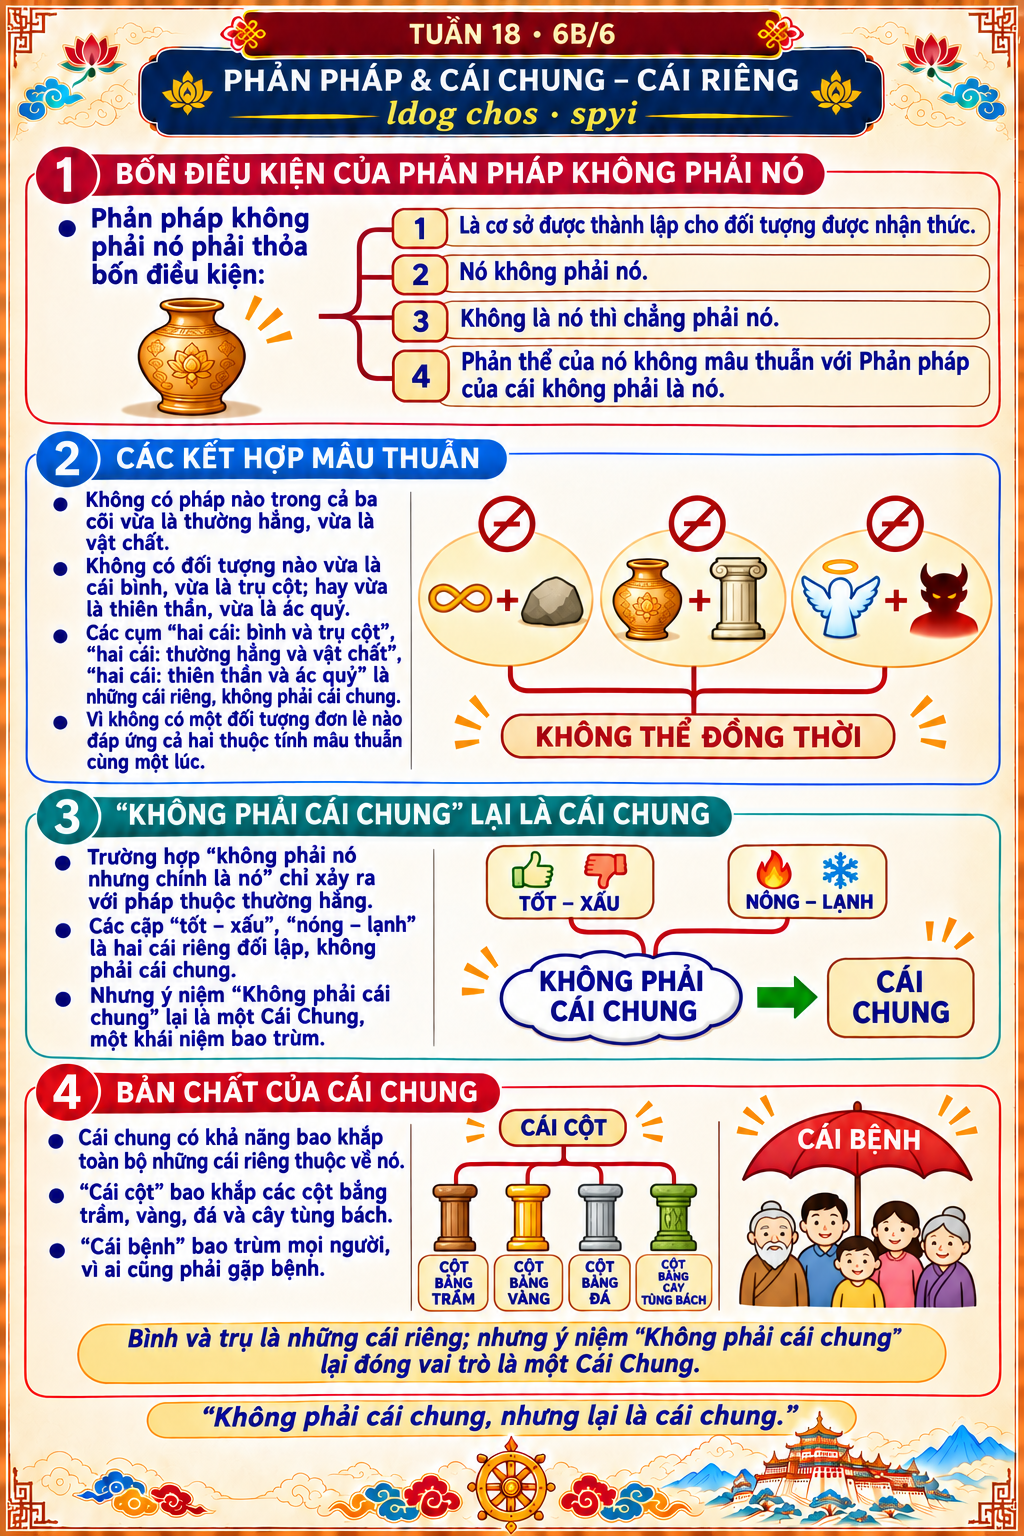 TUẦN 18 • 6B/6
PHẢN PHÁP & CÁI CHUNG – CÁI RIÊNG
ldog chos • spyi
1 BỐN ĐIỀU KIỆN CỦA PHẢN PHÁP KHÔNG PHẢI NÓ
• Phản pháp không
phải nó phải thỏa
bốn điều kiện:
1 Là cơ sở được thành lập cho đối tượng được nhận thức.
2 Nó không phải nó.
3 Không là nó thì chẳng phải nó.
4 Phản thể của nó không mâu thuẫn với Phản pháp
của cái không phải là nó.
2 CÁC KẾT HỢP MÂU THUẪN
• Không có pháp nào trong cả ba
cõi vừa là thường hằng, vừa là
vật chất.
• Không có đối tượng nào vừa là
cái bình, vừa là trụ cột; hay vừa
là thiên thần, vừa là ác quỷ.
• Các cụm “hai cái: bình và trụ cột”,
“hai cái: thường hằng và vật chất”,
“hai cái: thiên thần và ác quỷ” là
những cái riêng, không phải cái chung.
• Vì không có một đối tượng đơn lẻ nào
đáp ứng cả hai thuộc tính mâu thuẫn
cùng một lúc.
+ + +
KHÔNG THỂ ĐỒNG THỜI
3 “KHÔNG PHẢI CÁI CHUNG” LẠI LÀ CÁI CHUNG
• Trường hợp “không phải nó
nhưng chính là nó” chỉ xảy ra
với pháp thuộc thường hằng.
• Các cặp “tốt – xấu”, “nóng – lạnh”
là hai cái riêng đối lập, không
phải cái chung.
• Nhưng ý niệm “Không phải cái
chung” lại là một Cái Chung,
một khái niệm bao trùm.
TỐT – XẤU
NÓNG – LẠNH
KHÔNG PHẢI
CÁI CHUNG
CÁI
CHUNG
4 BẢN CHẤT CỦA CÁI CHUNG
• Cái chung có khả năng bao khắp
toàn bộ những cái riêng thuộc về nó.
• “Cái cột” bao khắp các cột bằng
trầm, vàng, đá và cây tùng bách.
• “Cái bệnh” bao trùm mọi người,
vì ai cũng phải gặp bệnh.
CÁI CỘT
CỘT
BẰNG
TRẦM
CỘT
BẰNG
VÀNG
CỘT
BẰNG
ĐÁ
CỘT
BẰNG
CÂY
TÙNG BÁCH
CÁI BỆNH
Bình và trụ là những cái riêng; nhưng ý niệm “Không phải cái chung”
lại đóng vai trò là một Cái Chung.
“Không phải cái chung, nhưng lại là cái chung.”